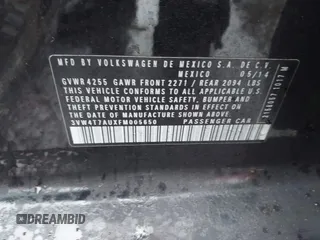 MFD BY VOLKSWAGEN DE MEXICO S.A. DE C.V.
MEXICO 05/14
GVWR 4255 GAWR FRONT 2271 / REAR 2094 LBS
THIS VEHICLE CONFORMS TO ALL APPLICABLE
FEDERAL MOTOR VEHICLE SAFETY, BUMPER AND
THEFT PREVENTION STANDARDS IN EFFECT ON
THE DATE OF MANUFACTURE SHOWN ABOVE.
3VW4T7AUXFM005650 PASSENGER CAR
DREAMBID